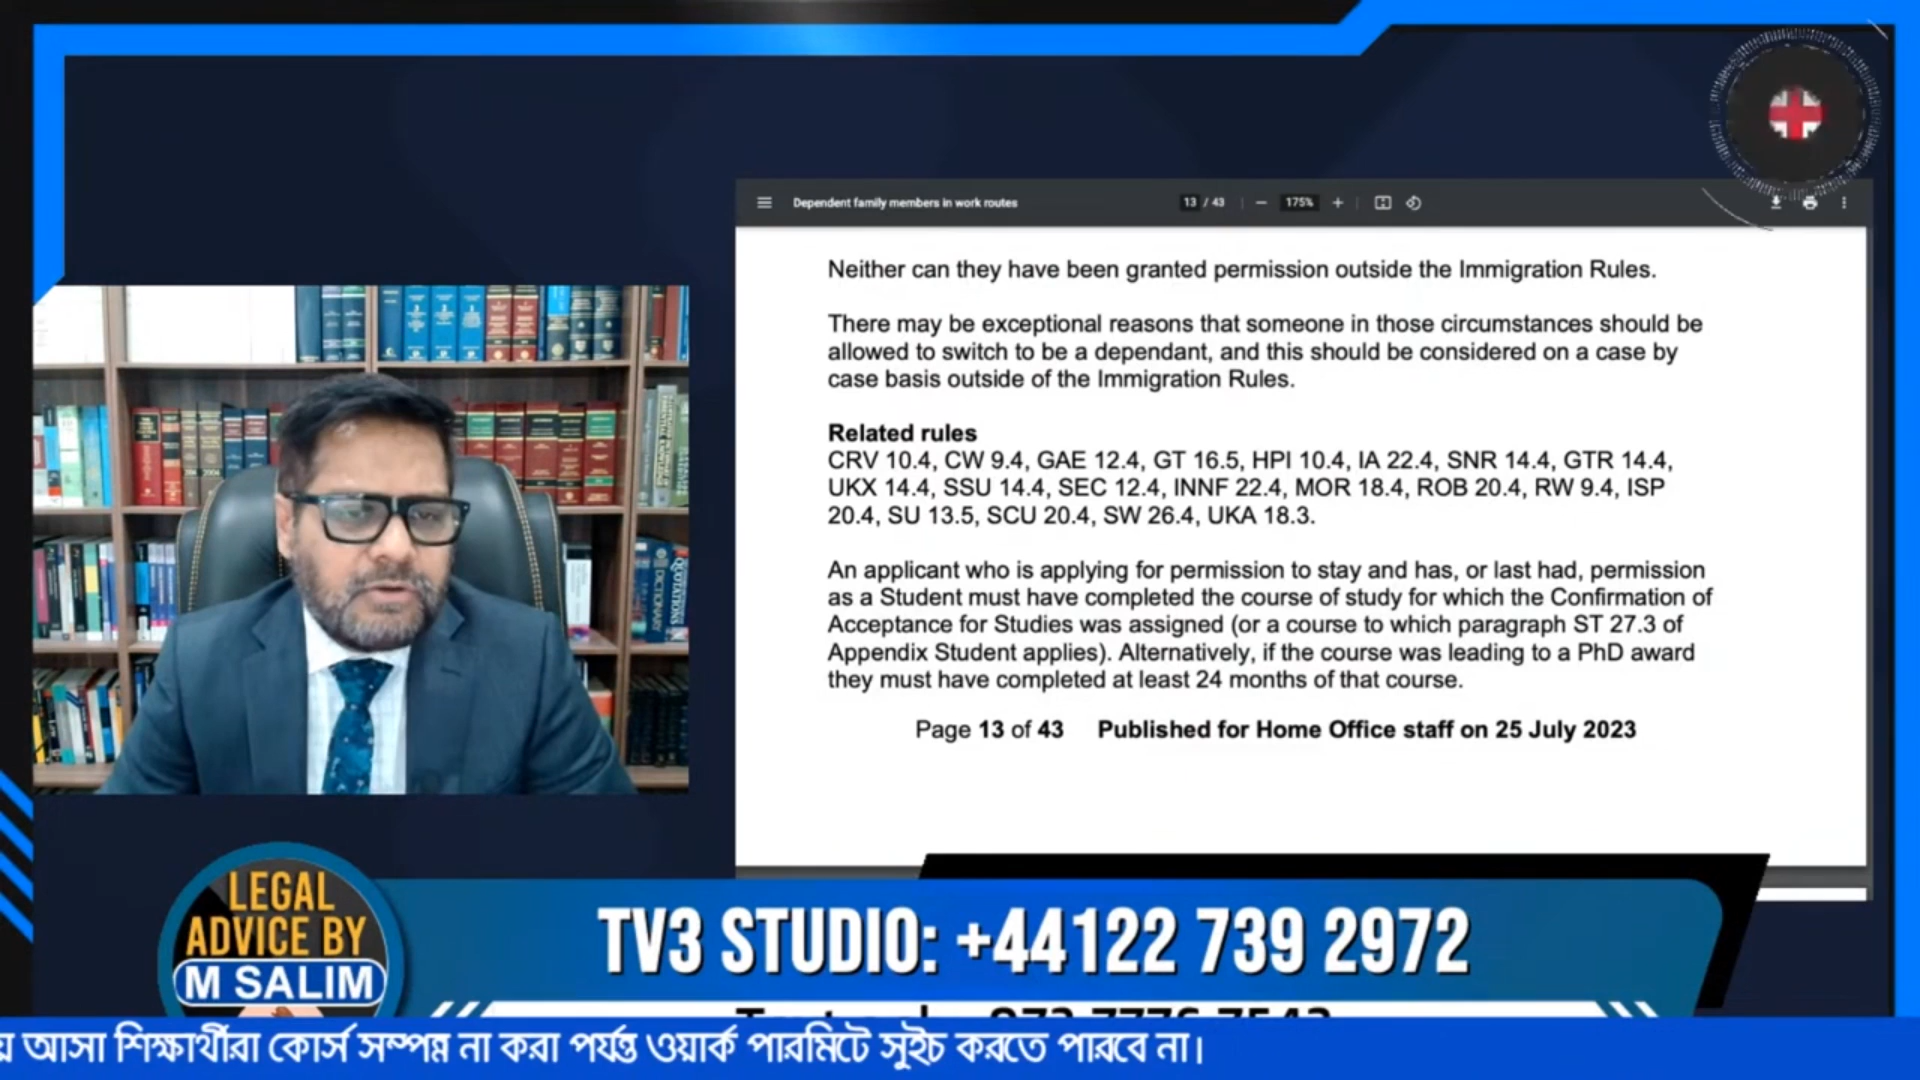 Dependent family members in work routes
13 / 43
175%
Neither can they have been granted permission outside the Immigration Rules.
There may be exceptional reasons that someone in those circumstances should be
allowed to switch to be a dependant, and this should be considered on a case by
case basis outside of the Immigration Rules.
Related rules
CRV 10.4, CW 9.4, GAE 12.4, GT 16.5, HPI 10.4, IA 22.4, SNR 14.4, GTR 14.4,
UKX 14.4, SSU 14.4, SEC 12.4, INNF 22.4, MOR 18.4, ROB 20.4, RW 9.4, ISP
20.4, SU 13.5, SCU 20.4, SW 26.4, UKA 18.3.
An applicant who is applying for permission to stay and has, or last had, permission
as a Student must have completed the course of study for which the Confirmation of
Acceptance for Studies was assigned (or a course to which paragraph ST 27.3 of
Appendix Student applies). Alternatively, if the course was leading to a PhD award
they must have completed at least 24 months of that course.
Page 13 of 43 Published for Home Office staff on 25 July 2023
QUOTATIONS
DICTIONARY
LEGAL
ADVICE BY
M SALIM
TV3 STUDIO: +44122 739 2972
আসা শিক্ষার্থীরা কোর্স সম্পন্ন না করা পর্যন্ত ওয়ার্ক পারমিটে সুইচ করতে পারবে না।